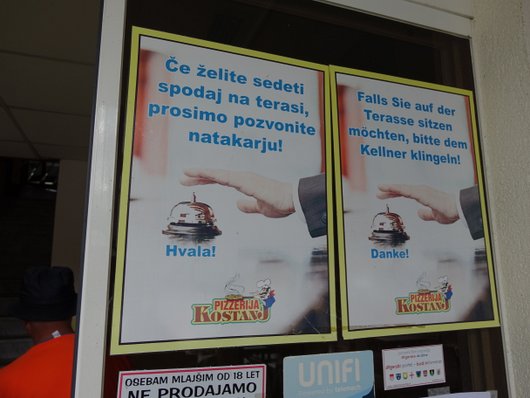 Če želite sedeti
spodaj na terasi,
prosimo pozvonite
natakarju!
Hvala!
PIZZERIJA
KOSTANJ
Falls Sie auf der
Terasse sitzen
möchten, bitte dem
Kellner klingeln!
Danke!
PIZZERIJA
KOSTANJ
OSEBAM MLAJŠIM OD 18 LET
NE PRODAJAMO
UNIFI